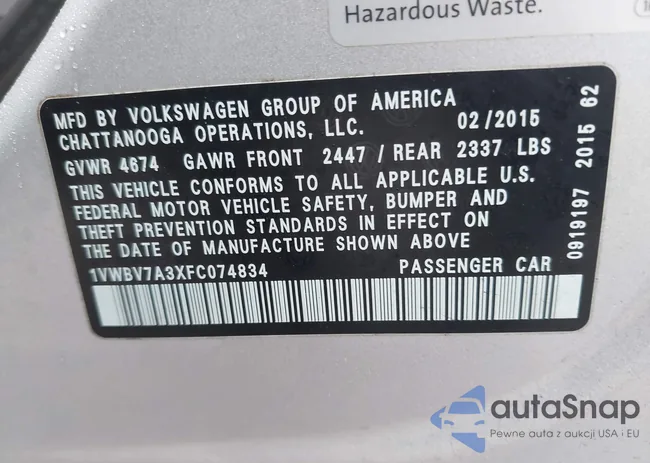 Hazardous Waste.
MFD BY VOLKSWAGEN GROUP OF AMERICA
CHATTANOOGA OPERATIONS, LLC. 02/2015
GVWR 4674 GAWR FRONT 2447 / REAR 2337 LBS
THIS VEHICLE CONFORMS TO ALL APPLICABLE U.S.
FEDERAL MOTOR VEHICLE SAFETY, BUMPER AND
THEFT PREVENTION STANDARDS IN EFFECT ON
THE DATE OF MANUFACTURE SHOWN ABOVE
1VWBV7A3XFC074834 PASSENGER CAR
0919197 2015 62
autoSnap
Pewne auta z aukcji USA i EU